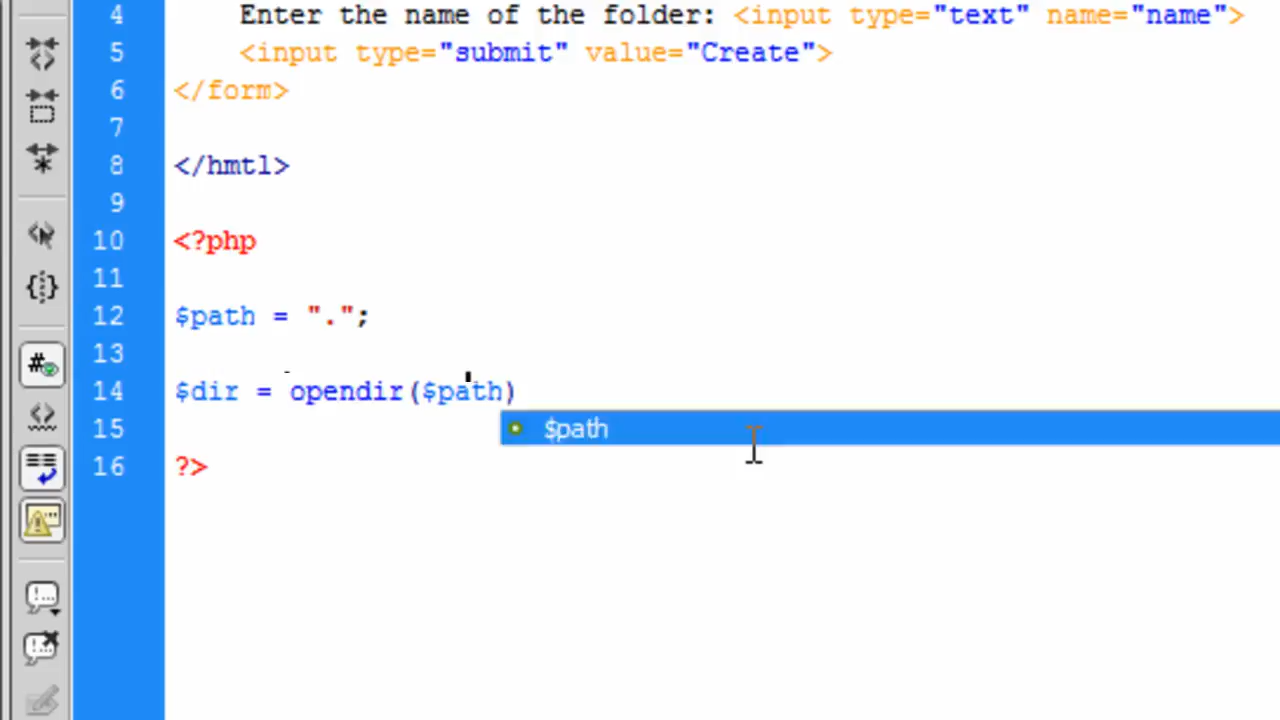 4 Enter the name of the folder: <input type="text" name="name">
5 <input type="submit" value="Create">
6 </form>
7
8 </hmtl>
9
10 <?php
11
12 $path = ".";
13
14 $dir = opendir($path)
15 $path
16 ?>